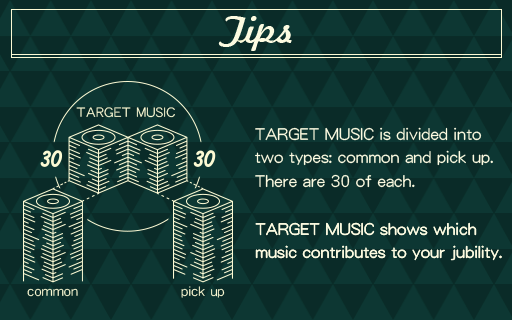 Tips
TARGET MUSIC
30
30
common
pick up
TARGET MUSIC is divided into
two types: common and pick up.
There are 30 of each.
TARGET MUSIC shows which
music contributes to your jubility.